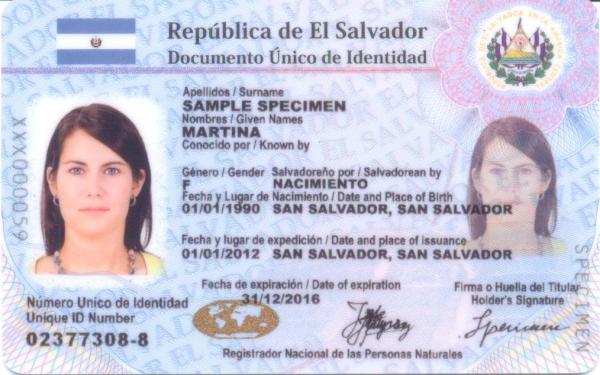 República de El Salvador
Documento Único de Identidad
Apellidos / Surname
SAMPLE SPECIMEN
Nombres / Given Names
MARTINA
Conocido por / Known by
Género / Gender Salvadoreño por / Salvadorean by
F NACIMIENTO
Fecha y Lugar de Nacimiento / Date and Place of Birth
01/01/1990 SAN SALVADOR, SAN SALVADOR
Fecha y lugar de expedición / Date and place of issuance
01/01/2012 SAN SALVADOR, SAN SALVADOR
Fecha de expiración / Date of expiration
31/12/2016
Firma o Huella del Titular
Holder's Signature
Specimen
Número Unico de Identidad
Unique ID Number
02377308-8
Registrador Nacional de las Personas Naturales
XXX000059
SPECIMEN
EL SALVADOR